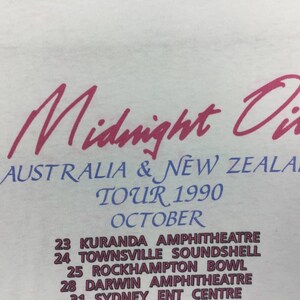 Midnight Oi
AUSTRALIA & NEW ZEALA
TOUR 1990
OCTOBER
23 KURANDA AMPHITHEATRE
24 TOWNSVILLE SOUNDSHELL
25 ROCKHAMPTON BOWL
28 DARWIN AMPHITHEATRE
31 SYDNEY ENT CENTRE